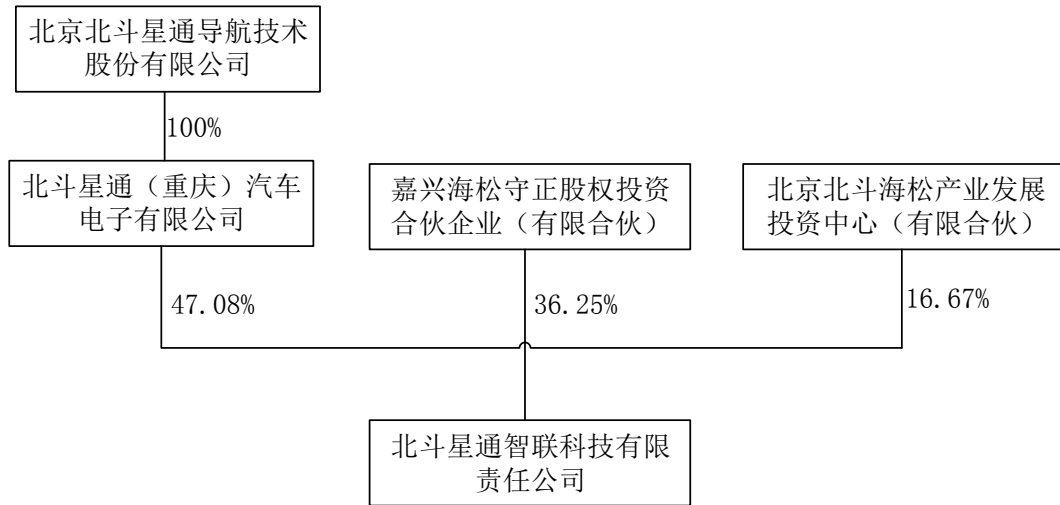 北京北斗星通导航技术
股份有限公司
100%
北斗星通（重庆）汽车
电子有限公司
嘉兴海松守正股权投资
合伙企业（有限合伙）
北京北斗海松产业发展
投资中心（有限合伙）
47.08%
36.25%
16.67%
北斗星通智联科技有限
责任公司